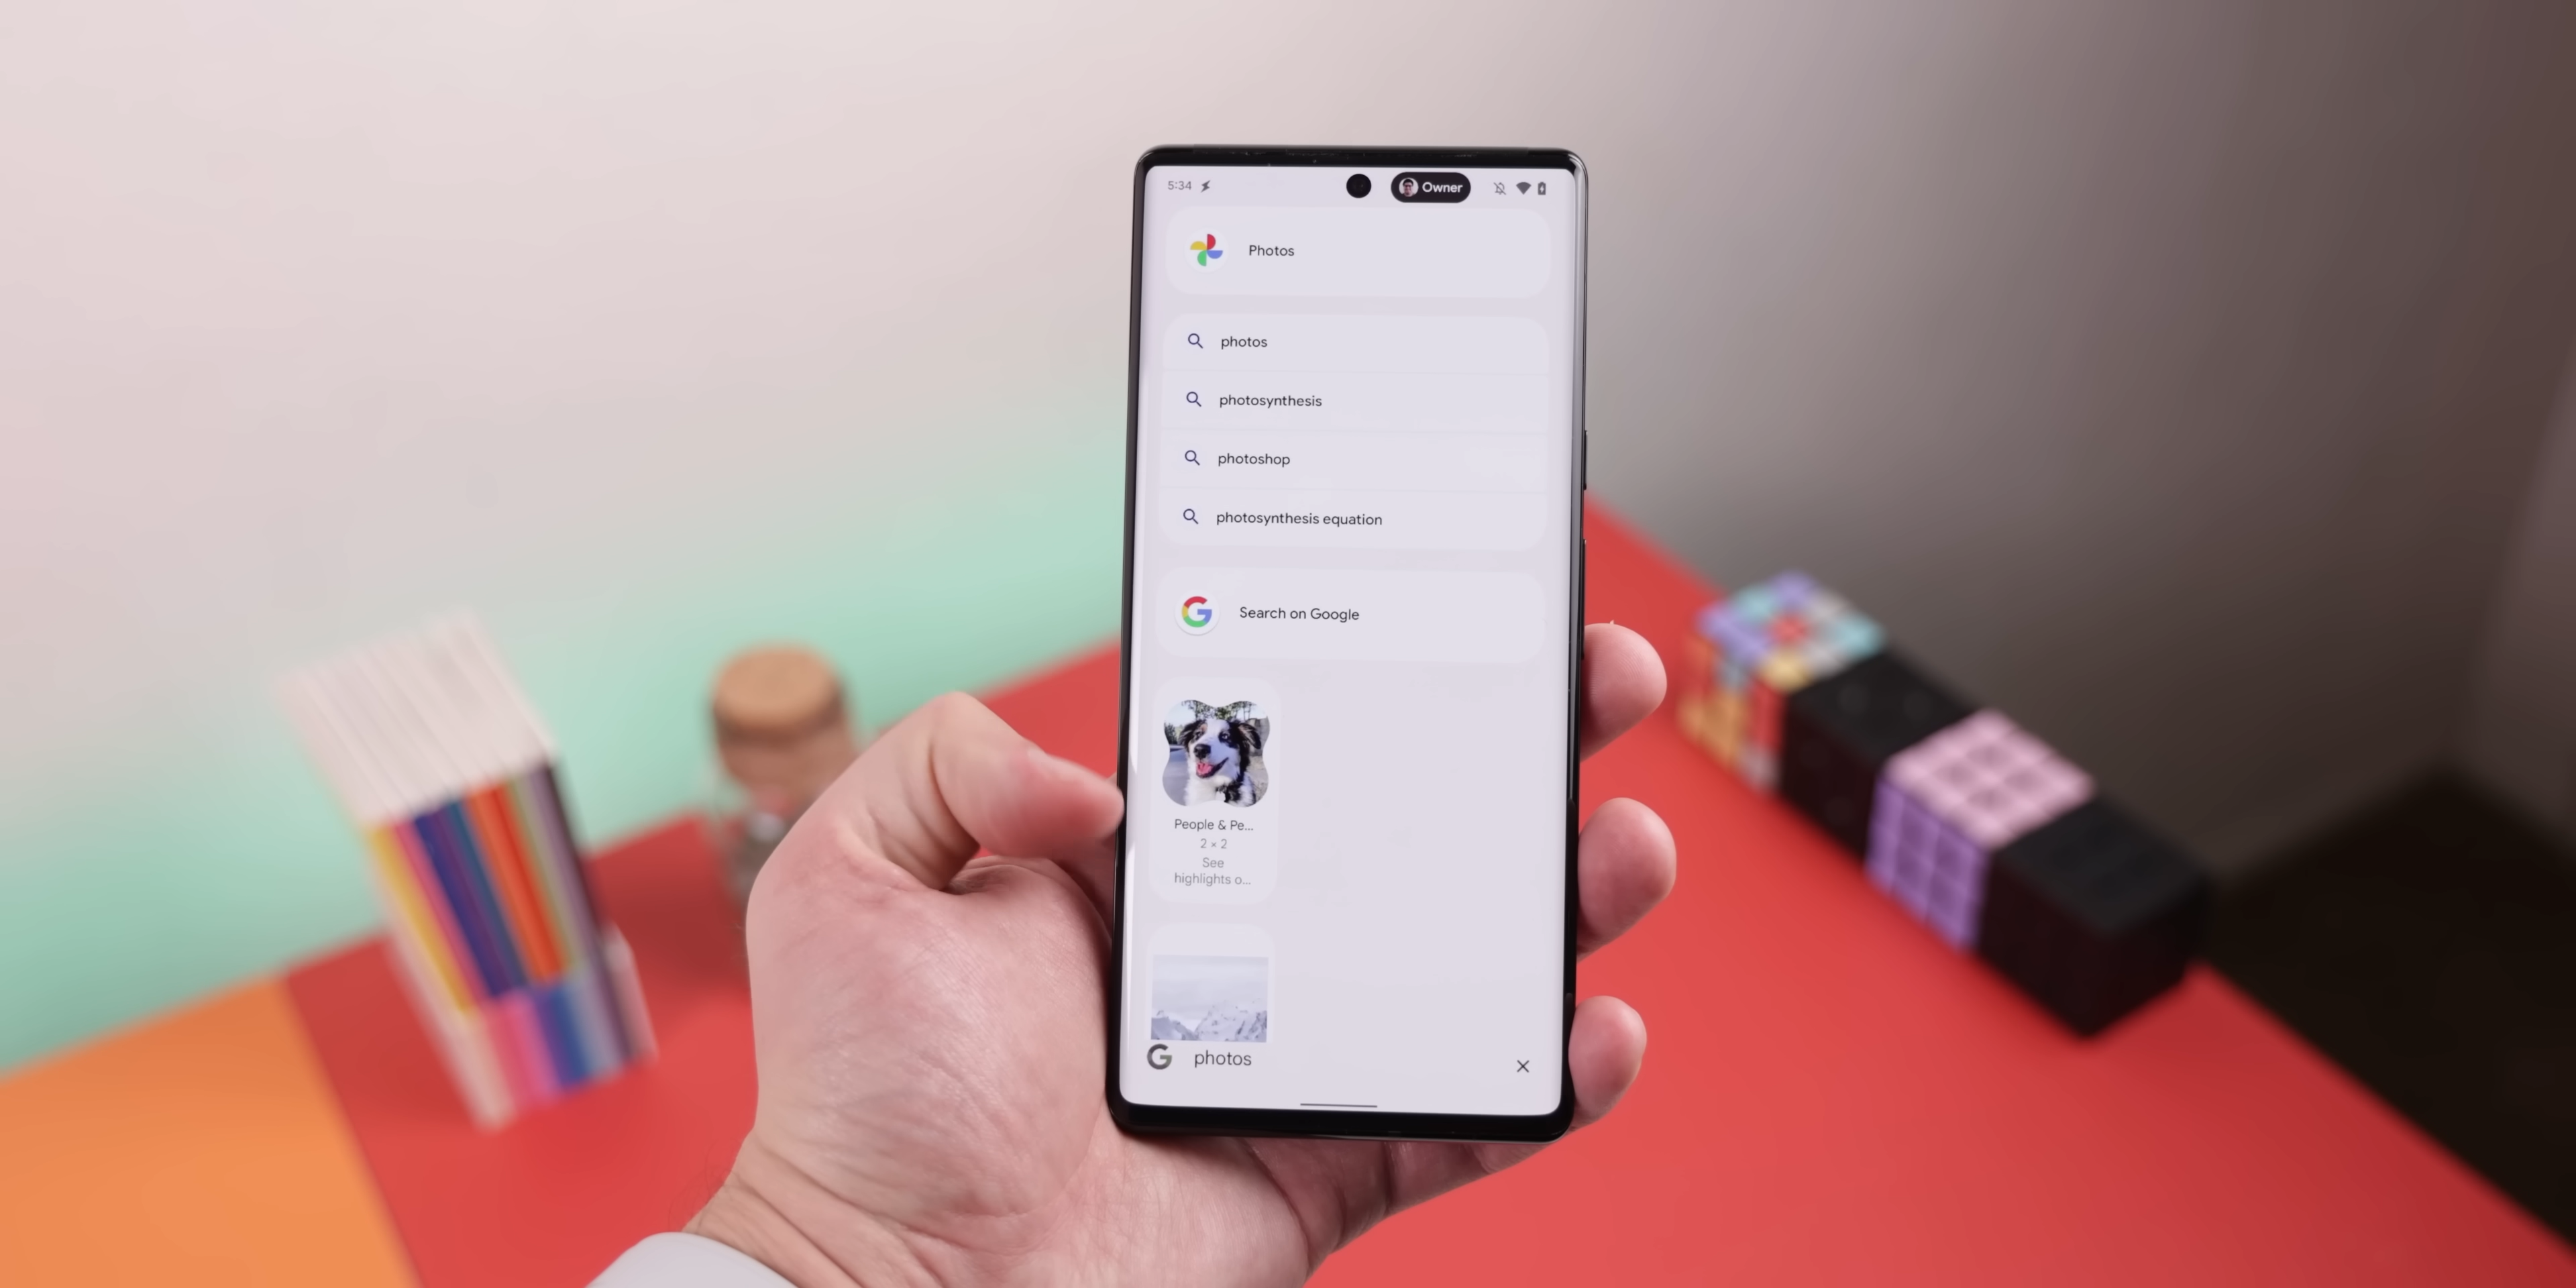 5:34
Owner
Photos
photos
photosynthesis
photoshop
photosynthesis equation
Search on Google
People & Pe...
2 × 2
See
highlights o...
photos